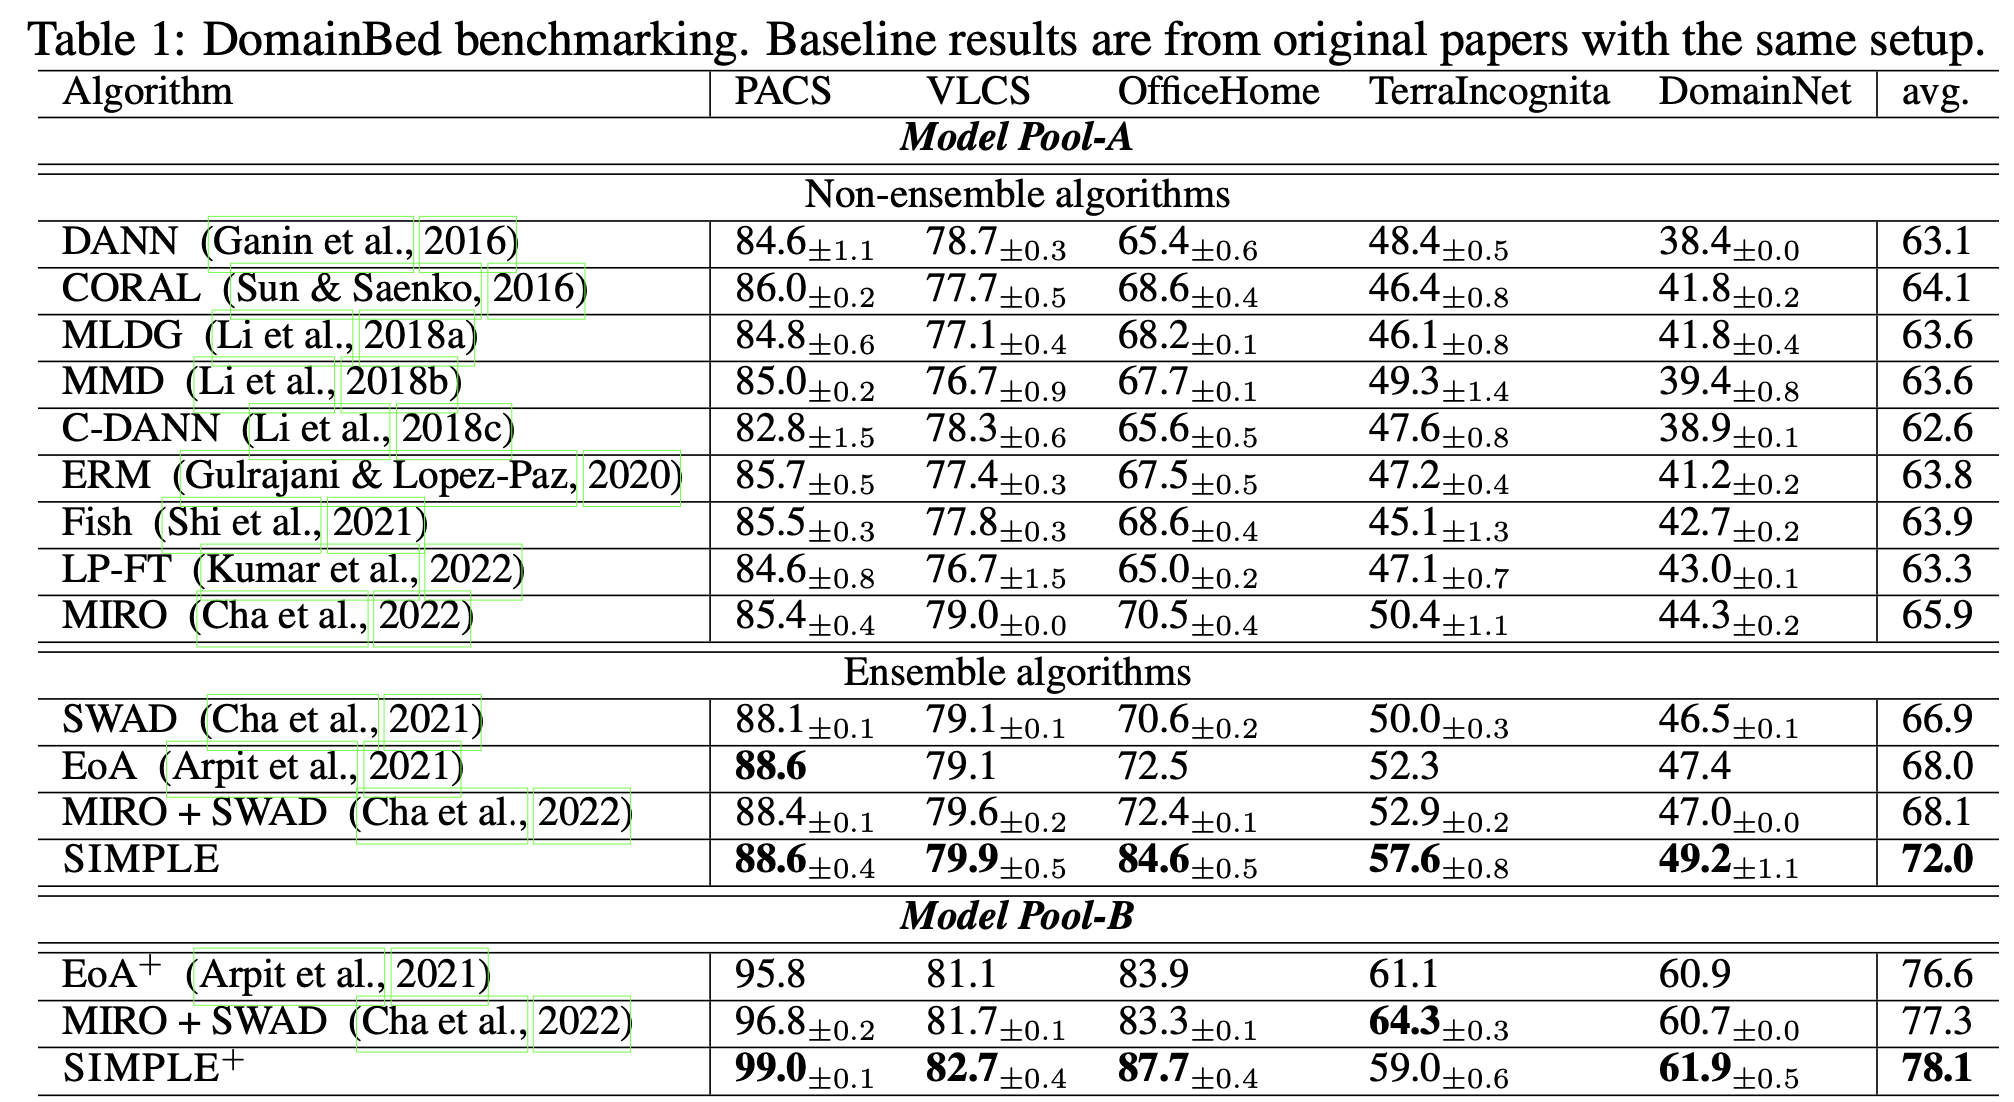 Table 1: DomainBed benchmarking. Baseline results are from original papers with the same setup.
Algorithm PACS VLCS OfficeHome TerraIncognita DomainNet avg.
Model Pool-A
Non-ensemble algorithms
DANN (Ganin et al., 2016) 84.6±1.1 78.7±0.3 65.4±0.6 48.4±0.5 38.4±0.0 63.1
CORAL (Sun & Saenko, 2016) 86.0±0.2 77.7±0.5 68.6±0.4 46.4±0.8 41.8±0.2 64.1
MLDG (Li et al., 2018a) 84.8±0.6 77.1±0.4 68.2±0.1 46.1±0.8 41.8±0.4 63.6
MMD (Li et al., 2018b) 85.0±0.2 76.7±0.9 67.7±0.1 49.3±1.4 39.4±0.8 63.6
C-DANN (Li et al., 2018c) 82.8±1.5 78.3±0.6 65.6±0.5 47.6±0.8 38.9±0.1 62.6
ERM (Gulrajani & Lopez-Paz, 2020) 85.7±0.5 77.4±0.3 67.5±0.5 47.2±0.4 41.2±0.2 63.8
Fish (Shi et al., 2021) 85.5±0.3 77.8±0.3 68.6±0.4 45.1±1.3 42.7±0.2 63.9
LP-FT (Kumar et al., 2022) 84.6±0.8 76.7±1.5 65.0±0.2 47.1±0.7 43.0±0.1 63.3
MIRO (Cha et al., 2022) 85.4±0.4 79.0±0.0 70.5±0.4 50.4±1.1 44.3±0.2 65.9
Ensemble algorithms
SWAD (Cha et al., 2021) 88.1±0.1 79.1±0.1 70.6±0.2 50.0±0.3 46.5±0.1 66.9
EoA (Arpit et al., 2021) 88.6 79.1 72.5 52.3 47.4 68.0
MIRO + SWAD (Cha et al., 2022) 88.4±0.1 79.6±0.2 72.4±0.1 52.9±0.2 47.0±0.0 68.1
SIMPLE 88.6±0.4 79.9±0.5 84.6±0.5 57.6±0.8 49.2±1.1 72.0
Model Pool-B
EoA⁺ (Arpit et al., 2021) 95.8 81.1 83.9 61.1 60.9 76.6
MIRO + SWAD (Cha et al., 2022) 96.8±0.2 81.7±0.1 83.3±0.1 64.3±0.3 60.7±0.0 77.3
SIMPLE⁺ 99.0±0.1 82.7±0.4 87.7±0.4 59.0±0.6 61.9±0.5 78.1